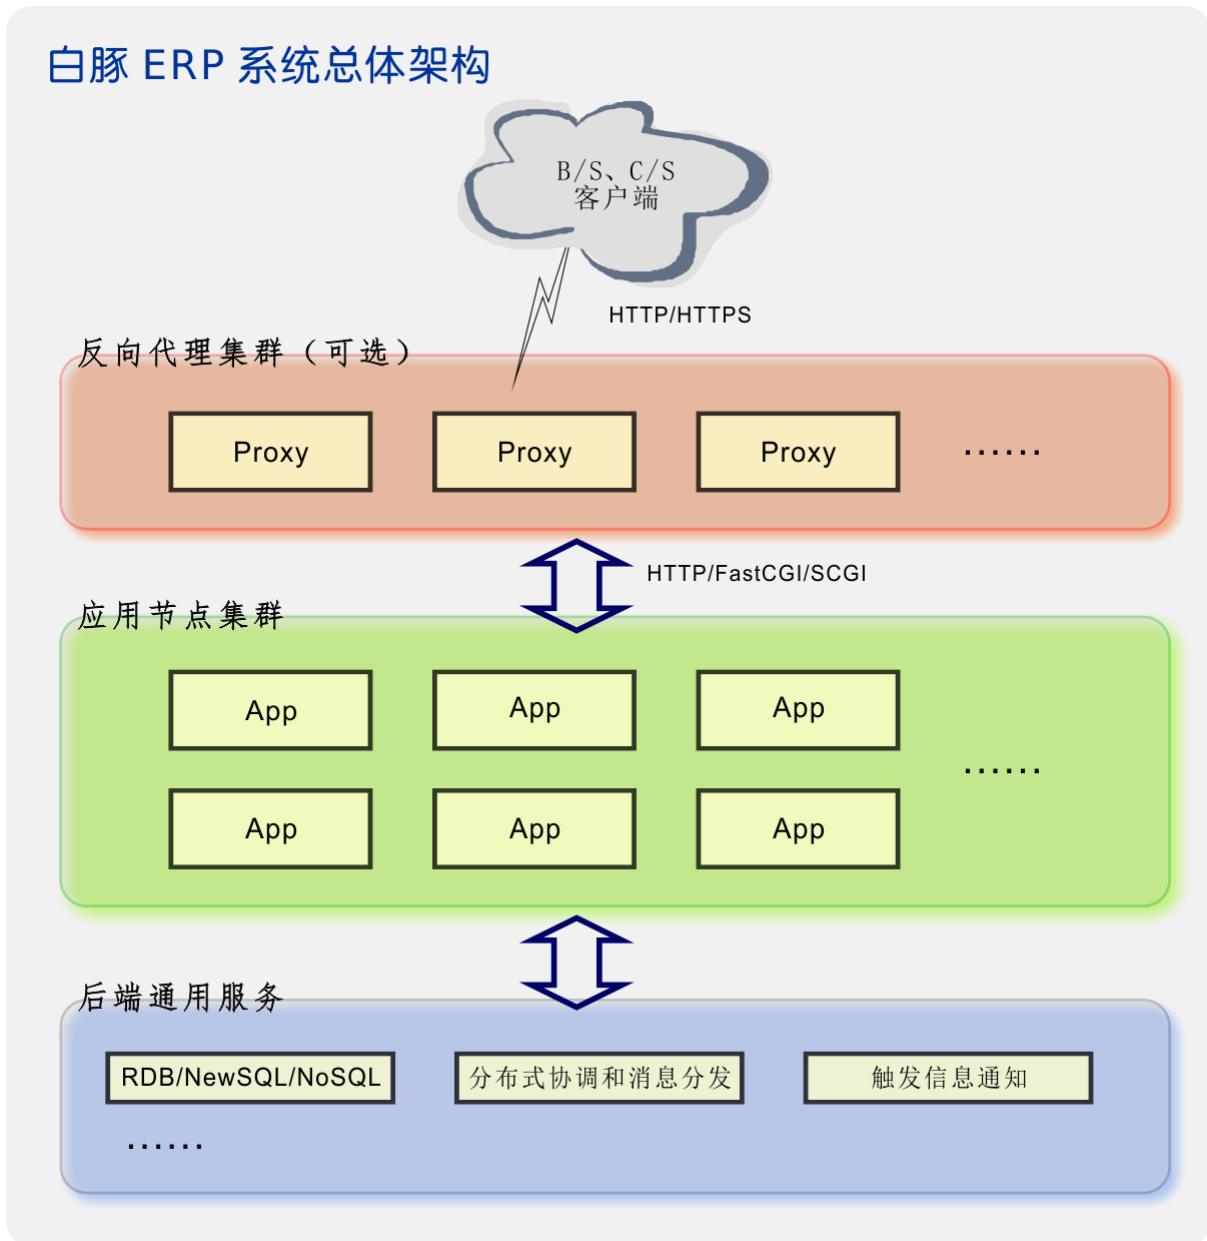 白豚 ERP 系统总体架构
B/S、C/S
客户端
HTTP/HTTPS
反向代理集群（可选）
Proxy
Proxy
Proxy
······
HTTP/FastCGI/SCGI
应用节点集群
App
App
App
······
App
App
App
后端通用服务
RDB/NewSQL/NoSQL
分布式协调和消息分发
触发信息通知
······